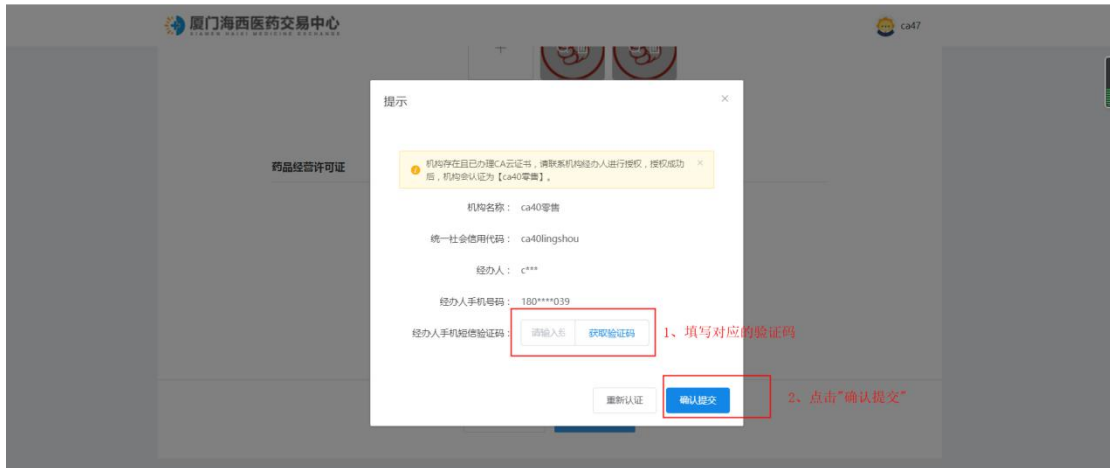 厦门海西医药交易中心
XIAMEN HAIXI MEDICINE EXCHANGE
ca47
提示
药品经营许可证
机构存在且已办理CA云证书，请联系机构经办人进行授权，授权成功
后，机构会认证为【ca40零售】。
机构名称： ca40零售
统一社会信用代码： ca40lingshou
经办人： c***
经办人手机号码： 180****039
经办人手机短信验证码： 请输入 获取验证码
1、填写对应的验证码
重新认证 确认提交
2、点击"确认提交"